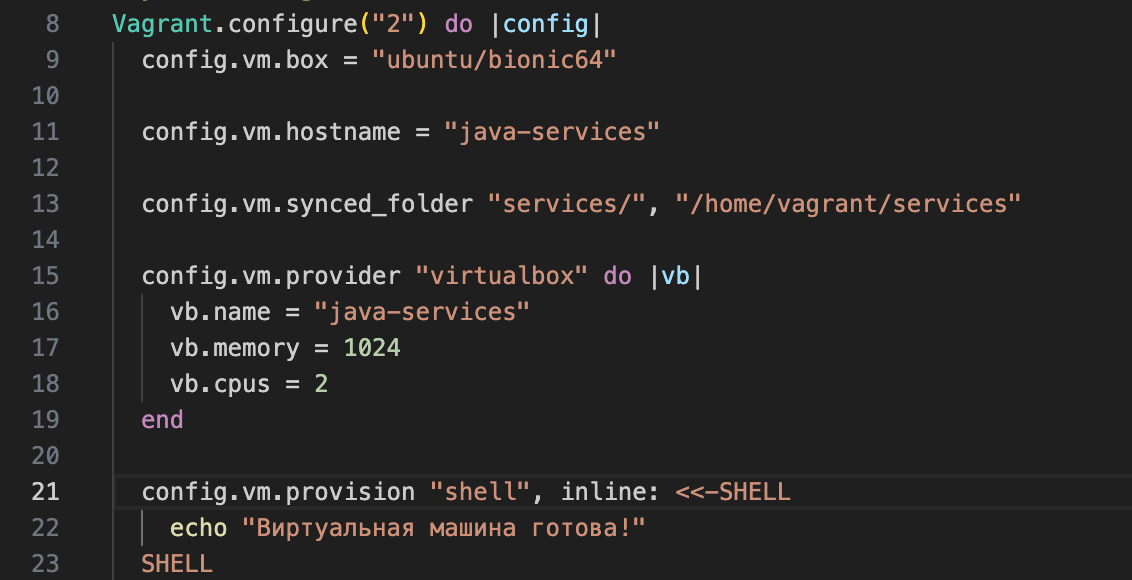 8 Vagrant.configure("2") do |config|
9 config.vm.box = "ubuntu/bionic64"
10
11 config.vm.hostname = "java-services"
12
13 config.vm.synced_folder "services/", "/home/vagrant/services"
14
15 config.vm.provider "virtualbox" do |vb|
16 vb.name = "java-services"
17 vb.memory = 1024
18 vb.cpus = 2
19 end
20
21 config.vm.provision "shell", inline: <<-SHELL
22 echo "Виртуальная машина готова!"
23 SHELL